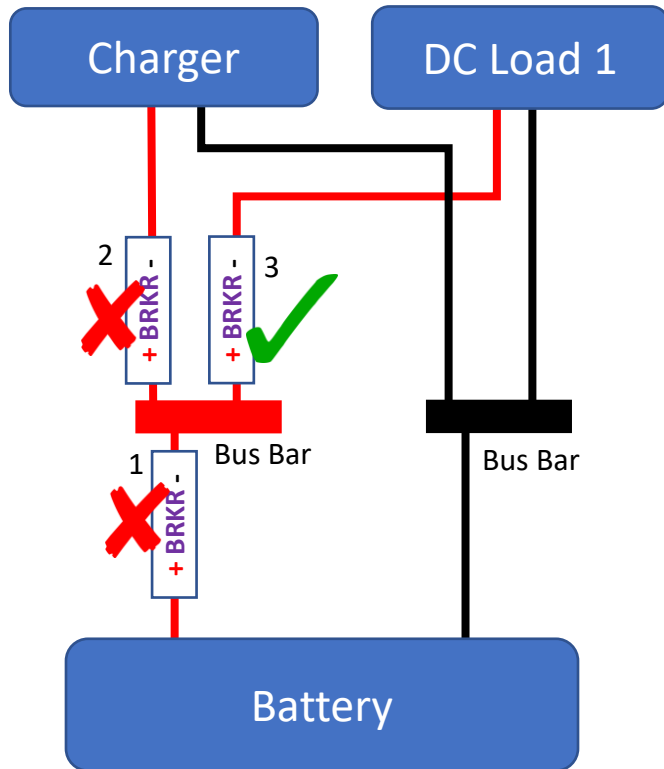 Charger
DC Load 1
2
+ BRKR -
+ BRKR -
3
Bus Bar
Bus Bar
1
+ BRKR -
Battery